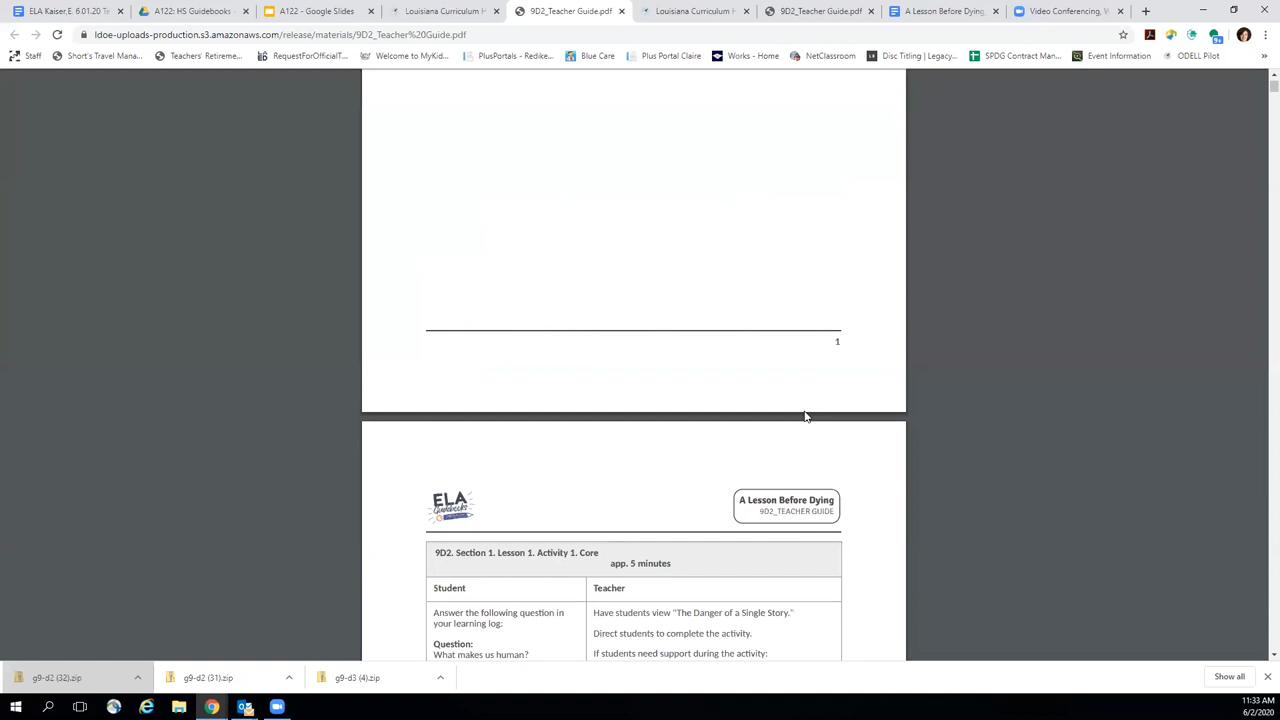 ELA Kaiser,E 6.01.20 Ti
A122: HS Guidebooks
A122 - Google Slides
Louisiana Curriculum H
9D2_Teacher Guide.pdf
Louisiana Curriculum H
9D2_Teacher Guide.pdf
A Lesson Before Dying,
Video Conferencing, W
ldoe-uploads-production.s3.amazonaws.com/release/materials/9D2_Teacher%20Guide.pdf
Staff
Short's Travel Mana...
Teachers' Retireme...
RequestForOfficialT...
Welcome to MyKid...
PlusPortals - Redike...
Blue Care
Plus Portal Claire
Works - Home
NetClassroom
Disc Titling | Legacy...
SPDG Contract Man...
Event Information
ODELL Pilot
1
ELA
Guidebooks
A Lesson Before Dying
9D2_TEACHER GUIDE
9D2. Section 1. Lesson 1. Activity 1. Core
app. 5 minutes
Student
Teacher
Answer the following question in
your learning log:
Question:
What makes us human?
Have students view "The Danger of a Single Story."
Direct students to complete the activity.
If students need support during the activity:
g9-d2 (32).zip
g9-d2 (31).zip
g9-d3 (4).zip
Show all
11:33 AM
6/2/2020